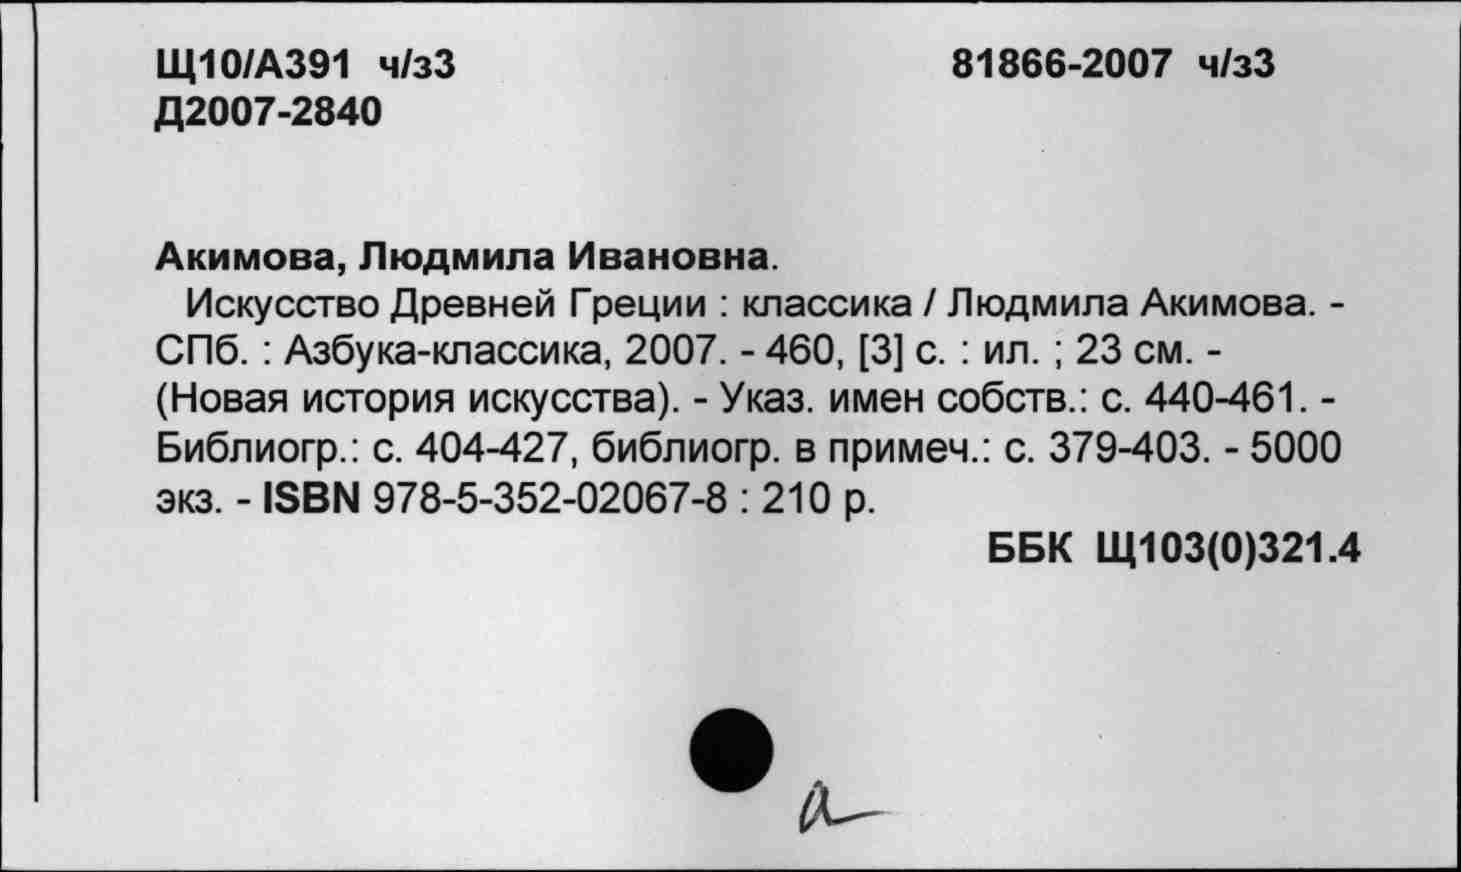 Щ10/А391 ч/з3 81866-2007 ч/з3
Д2007-2840
Акимова, Людмила Ивановна.
Искусство Древней Греции : классика / Людмила Акимова. -
СПб. : Азбука-классика, 2007. - 460, [3] с. : ил. ; 23 см. -
(Новая история искусства). - Указ. имен собств.: с. 440-461. -
Библиогр.: с. 404-427, библиогр. в примеч.: с. 379-403. - 5000
экз. - ISBN 978-5-352-02067-8 : 210 р.
ББК Щ103(0)321.4
а